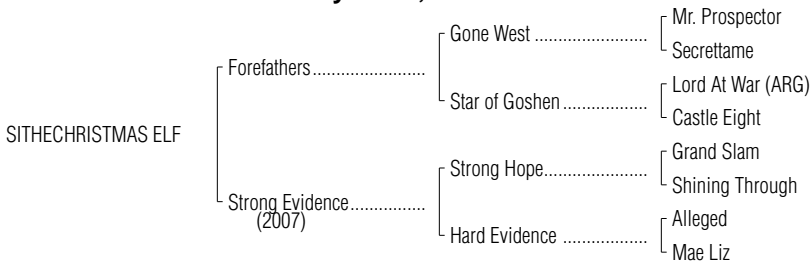 Mr. Prospector
Gone West
Secrettame
Forefathers
Lord At War (ARG)
Star of Goshen
Castle Eight
SITHECHRISTMAS ELF
Grand Slam
Strong Hope
Shining Through
Strong Evidence
(2007)
Alleged
Hard Evidence
Mae Liz